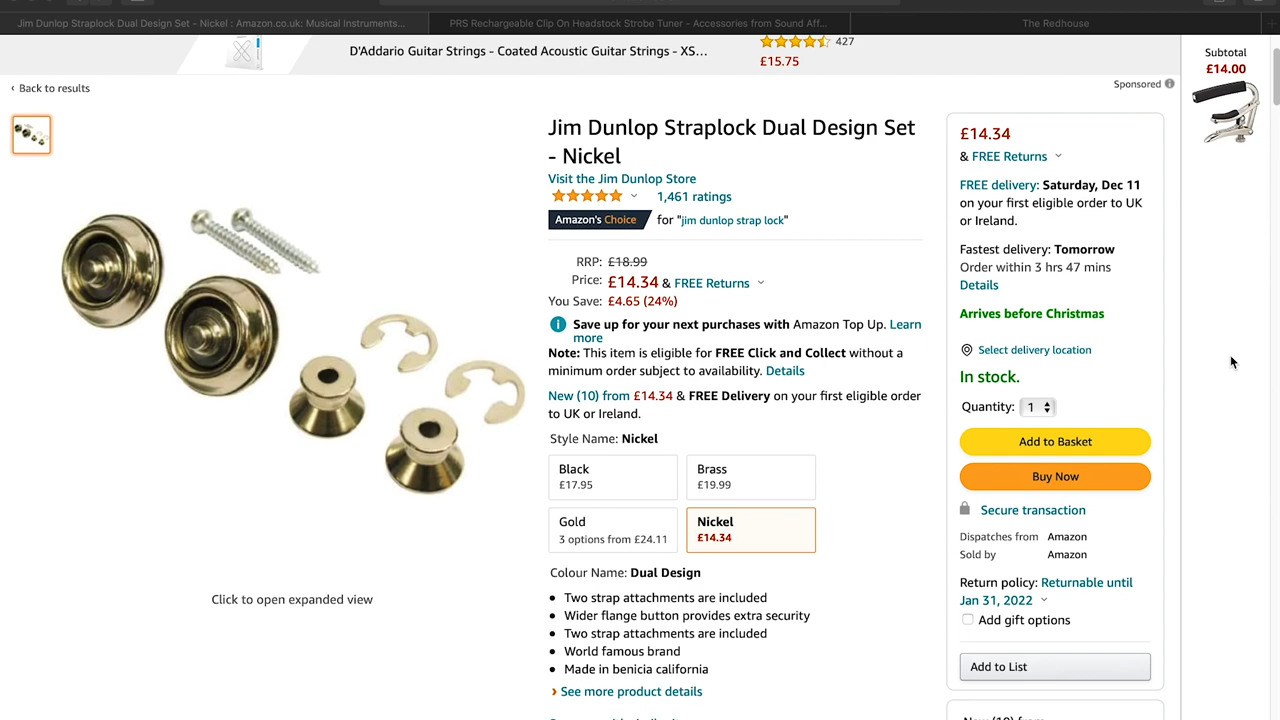 Jim Dunlop Straplock Dual Design Set - Nickel : Amazon.co.uk: Musical Instruments...
PRS Rechargeable Clip On Headstock Strobe Tuner - Accessories from Sound Aff...
The Redhouse
D'Addario Guitar Strings - Coated Acoustic Guitar Strings - XS...
427
£15.75
Subtotal
£14.00
‹ Back to results
Sponsored
Jim Dunlop Straplock Dual Design Set
- Nickel
Visit the Jim Dunlop Store
1,461 ratings
Amazon's Choice for "jim dunlop strap lock"
RRP: £18.99
Price: £14.34 & FREE Returns
You Save: £4.65 (24%)
Save up for your next purchases with Amazon Top Up. Learn
more
Note: This item is eligible for FREE Click and Collect without a
minimum order subject to availability. Details
New (10) from £14.34 & FREE Delivery on your first eligible order
to UK or Ireland.
Style Name: Nickel
Black
£17.95
Brass
£19.99
Gold
3 options from £24.11
Nickel
£14.34
Colour Name: Dual Design
• Two strap attachments are included
• Wider flange button provides extra security
• Two strap attachments are included
• World famous brand
• Made in benicia california
› See more product details
Click to open expanded view
£14.34
& FREE Returns
FREE delivery: Saturday, Dec 11
on your first eligible order to UK
or Ireland.
Fastest delivery: Tomorrow
Order within 3 hrs 47 mins
Details
Arrives before Christmas
Select delivery location
In stock.
Quantity: 1
Add to Basket
Buy Now
Secure transaction
Dispatches from Amazon
Sold by Amazon
Return policy: Returnable until
Jan 31, 2022
Add gift options
Add to List
New (10) from